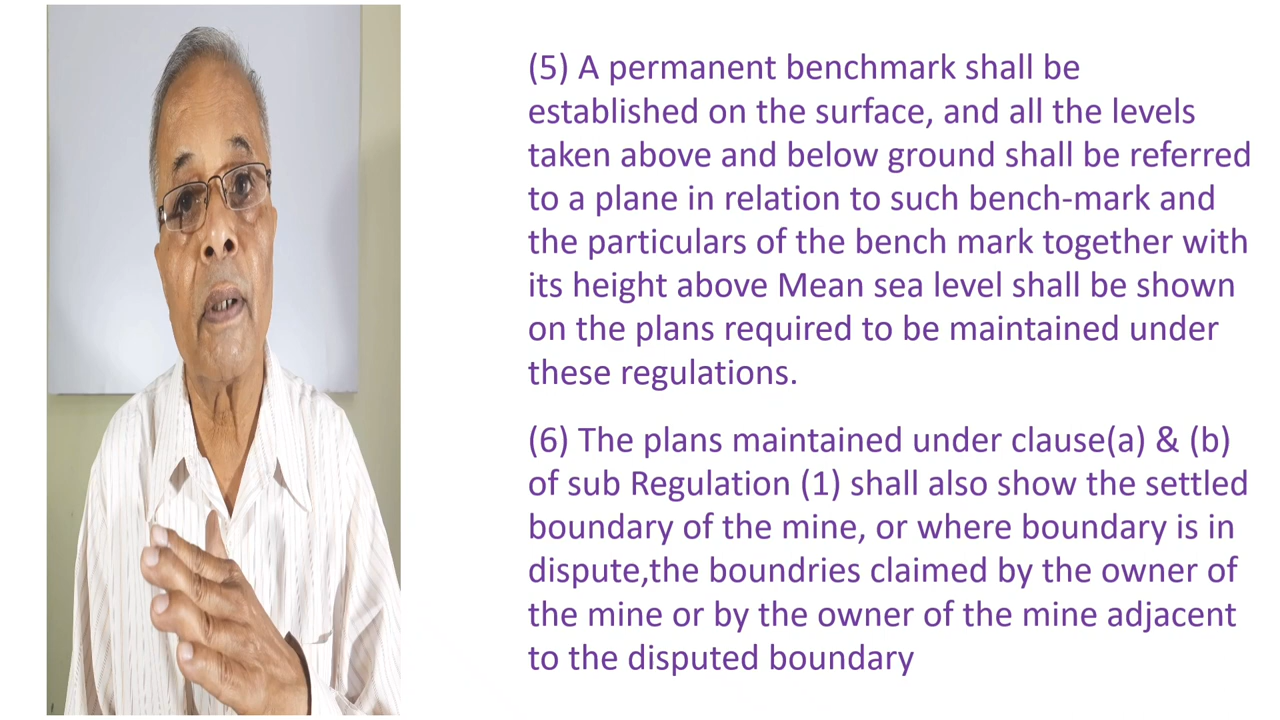 (5) A permanent benchmark shall be
established on the surface, and all the levels
taken above and below ground shall be referred
to a plane in relation to such bench-mark and
the particulars of the bench mark together with
its height above Mean sea level shall be shown
on the plans required to be maintained under
these regulations.
(6) The plans maintained under clause(a) & (b)
of sub Regulation (1) shall also show the settled
boundary of the mine, or where boundary is in
dispute,the boundries claimed by the owner of
the mine or by the owner of the mine adjacent
to the disputed boundary